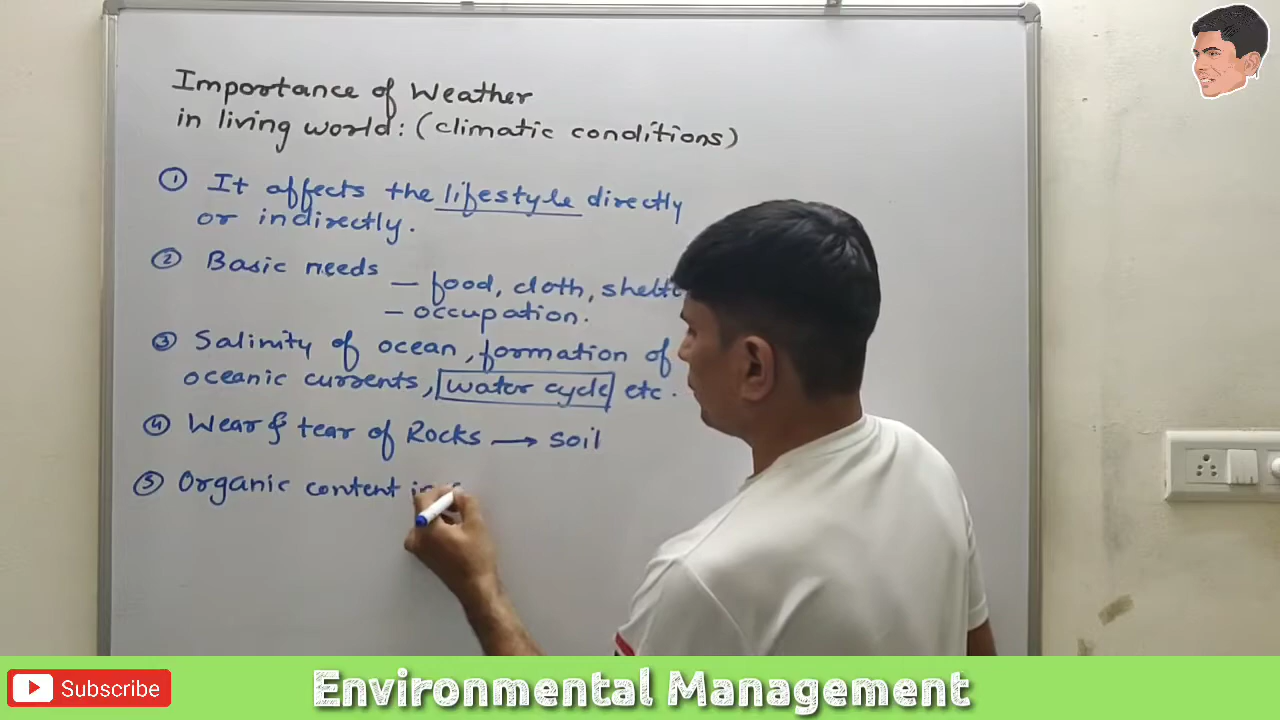 Importance of Weather
in living world: (climatic conditions)
① It affects the lifestyle directly
or indirectly.
② Basic needs
— food, cloth,
— occupation.
③ Salinity of ocean, formation of
oceanic currents, water cycle etc.
④ Wear & tear of Rocks → soil
⑤ Organic content
Subscribe
Environmental Management